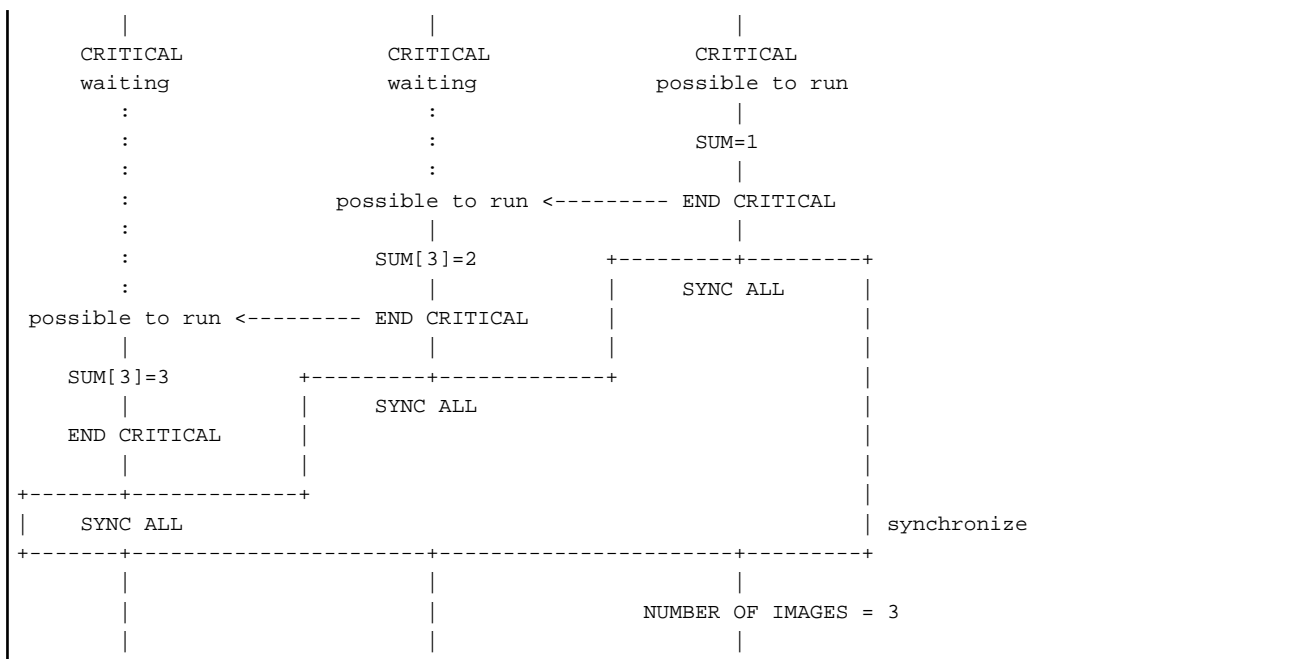 CRITICAL CRITICAL CRITICAL
waiting waiting possible to run
: : |
: : SUM=1
: : |
: possible to run <--------- END CRITICAL
: | |
: SUM[3]=2 +---------+---------+
: | | SYNC ALL |
possible to run <--------- END CRITICAL | |
| | | |
SUM[3]=3 +---------+-------------+ |
| | SYNC ALL |
END CRITICAL | |
| | |
+-------+-------------+ |
| SYNC ALL | synchronize
+-------+-----------------------+-----------------------+---------+
| | |
| | NUMBER OF IMAGES = 3
| | |